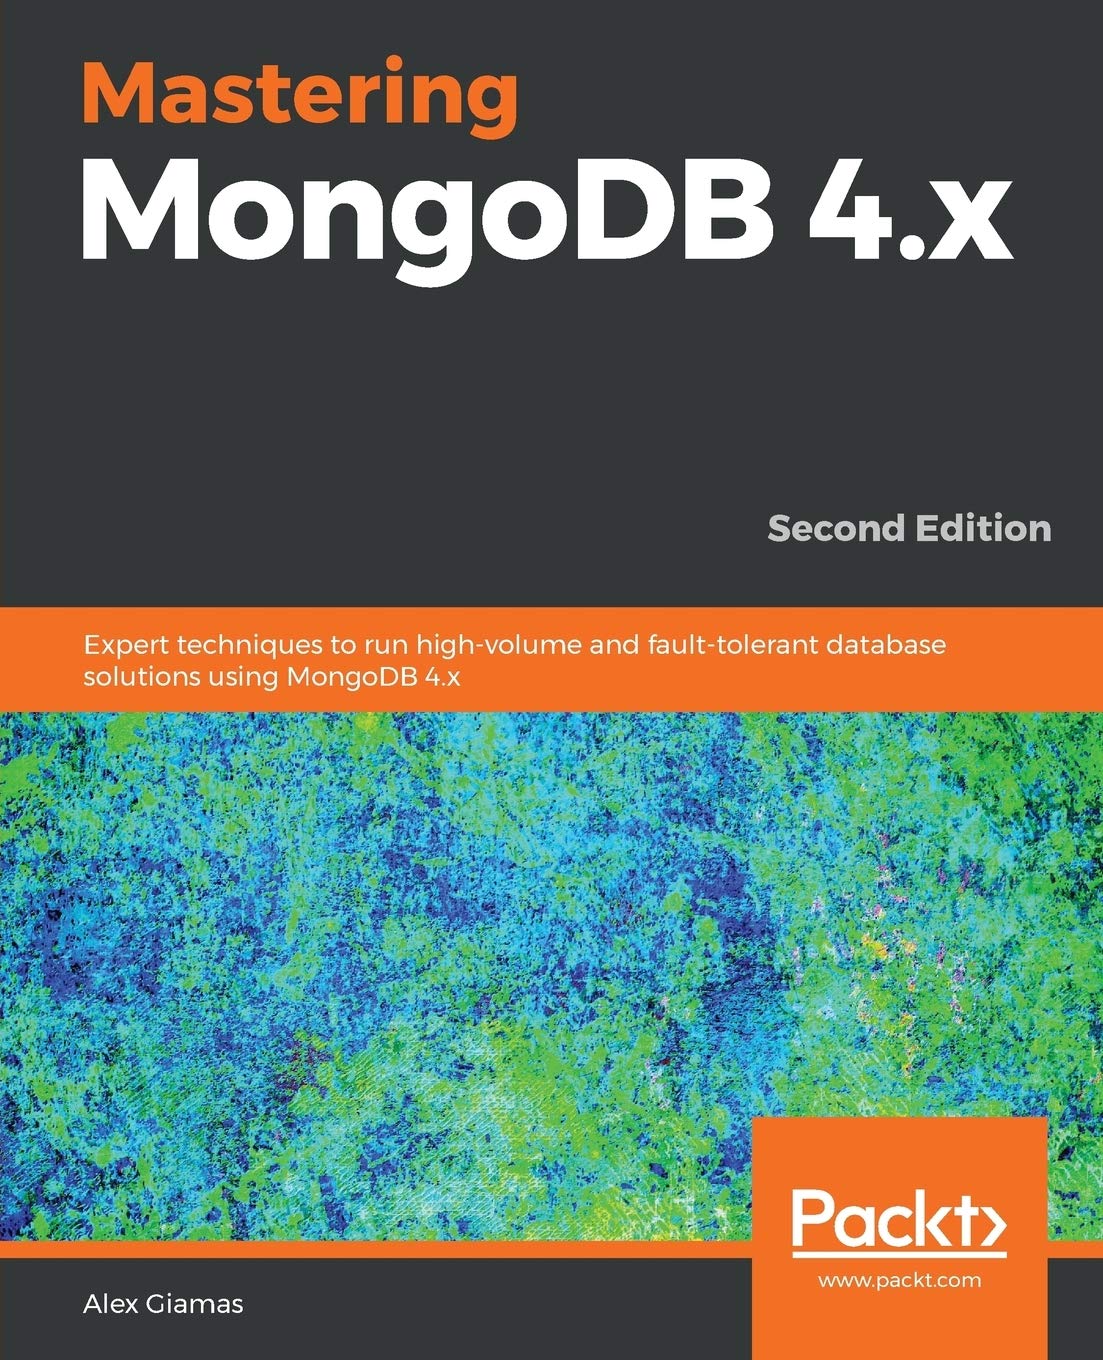 Mastering
MongoDB 4.x
Second Edition
Expert techniques to run high-volume and fault-tolerant database
solutions using MongoDB 4.x
Packt>
www.packt.com
Alex Giamas